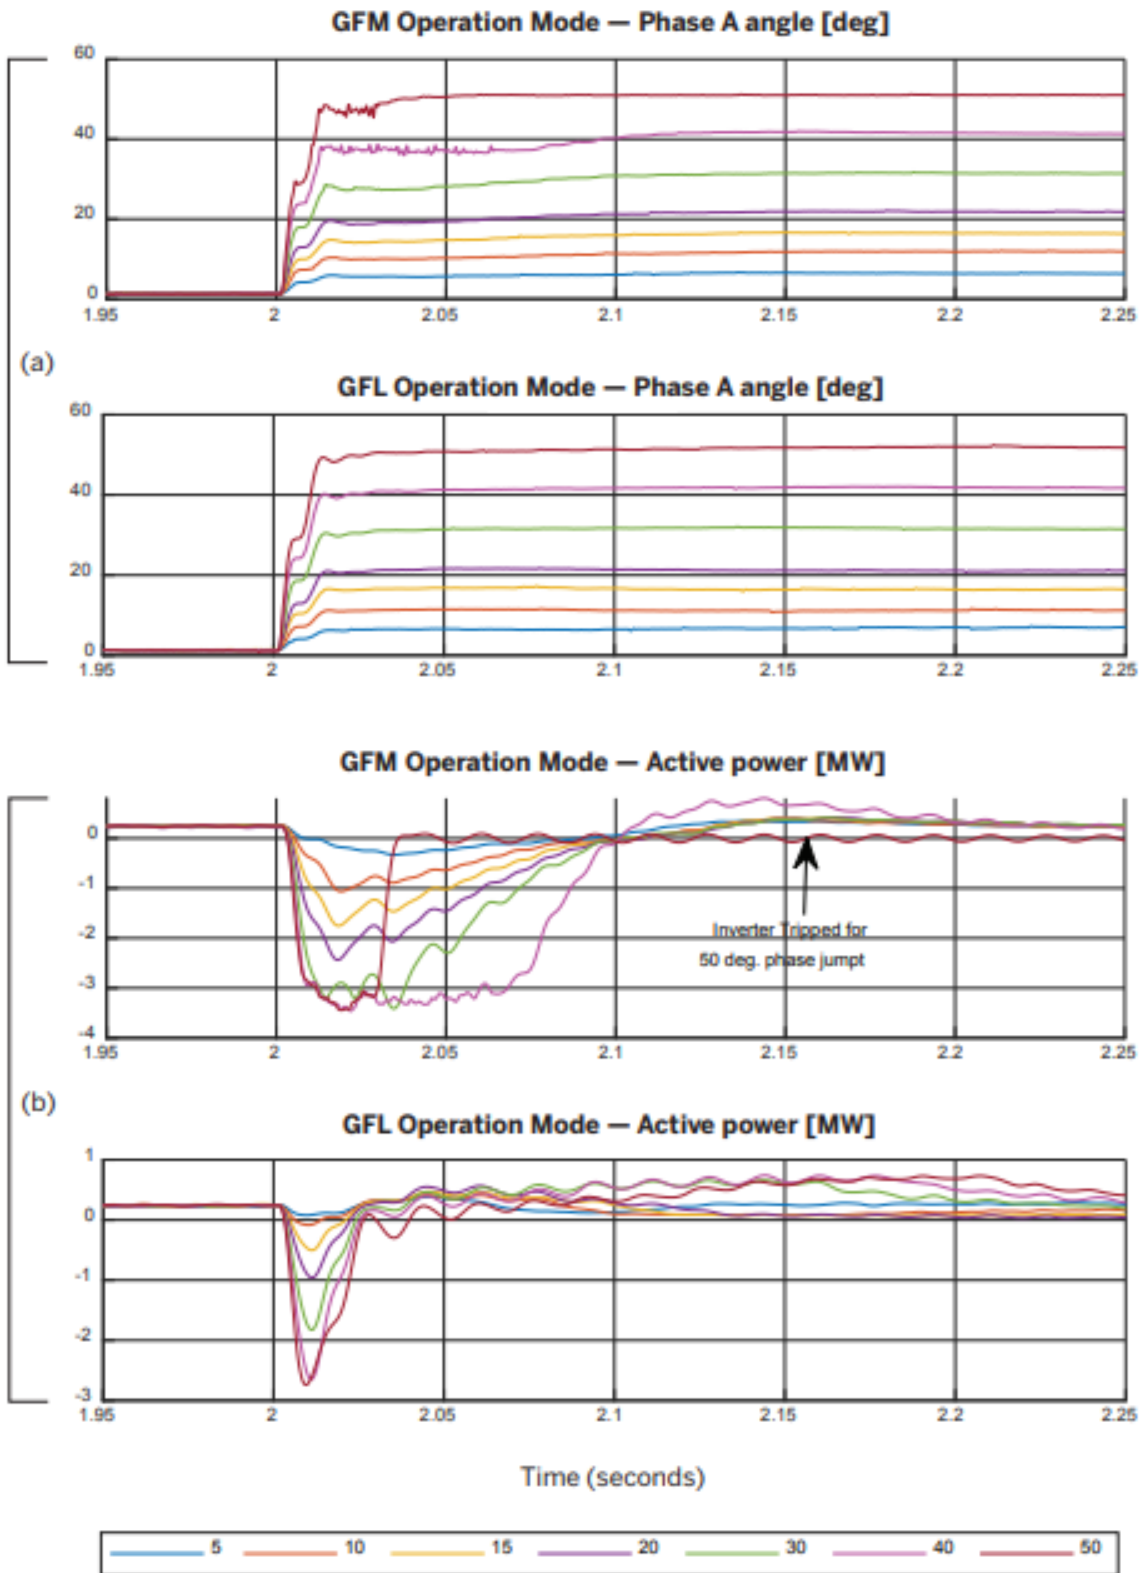 GFM Operation Mode — Phase A angle [deg]
60
40
20
0
1.95 2 2.05 2.1 2.15 2.2 2.25
(a)
GFL Operation Mode — Phase A angle [deg]
60
40
20
0
1.95 2 2.05 2.1 2.15 2.2 2.25
GFM Operation Mode — Active power [MW]
0
-1
-2
-3
-4
Inverter Tripped for
50 deg. phase jumpt
1.95 2 2.05 2.1 2.15 2.2 2.25
(b)
GFL Operation Mode — Active power [MW]
1
0
-1
-2
-3
1.95 2 2.05 2.1 2.15 2.2 2.25
Time (seconds)
5 10 15 20 30 40 50